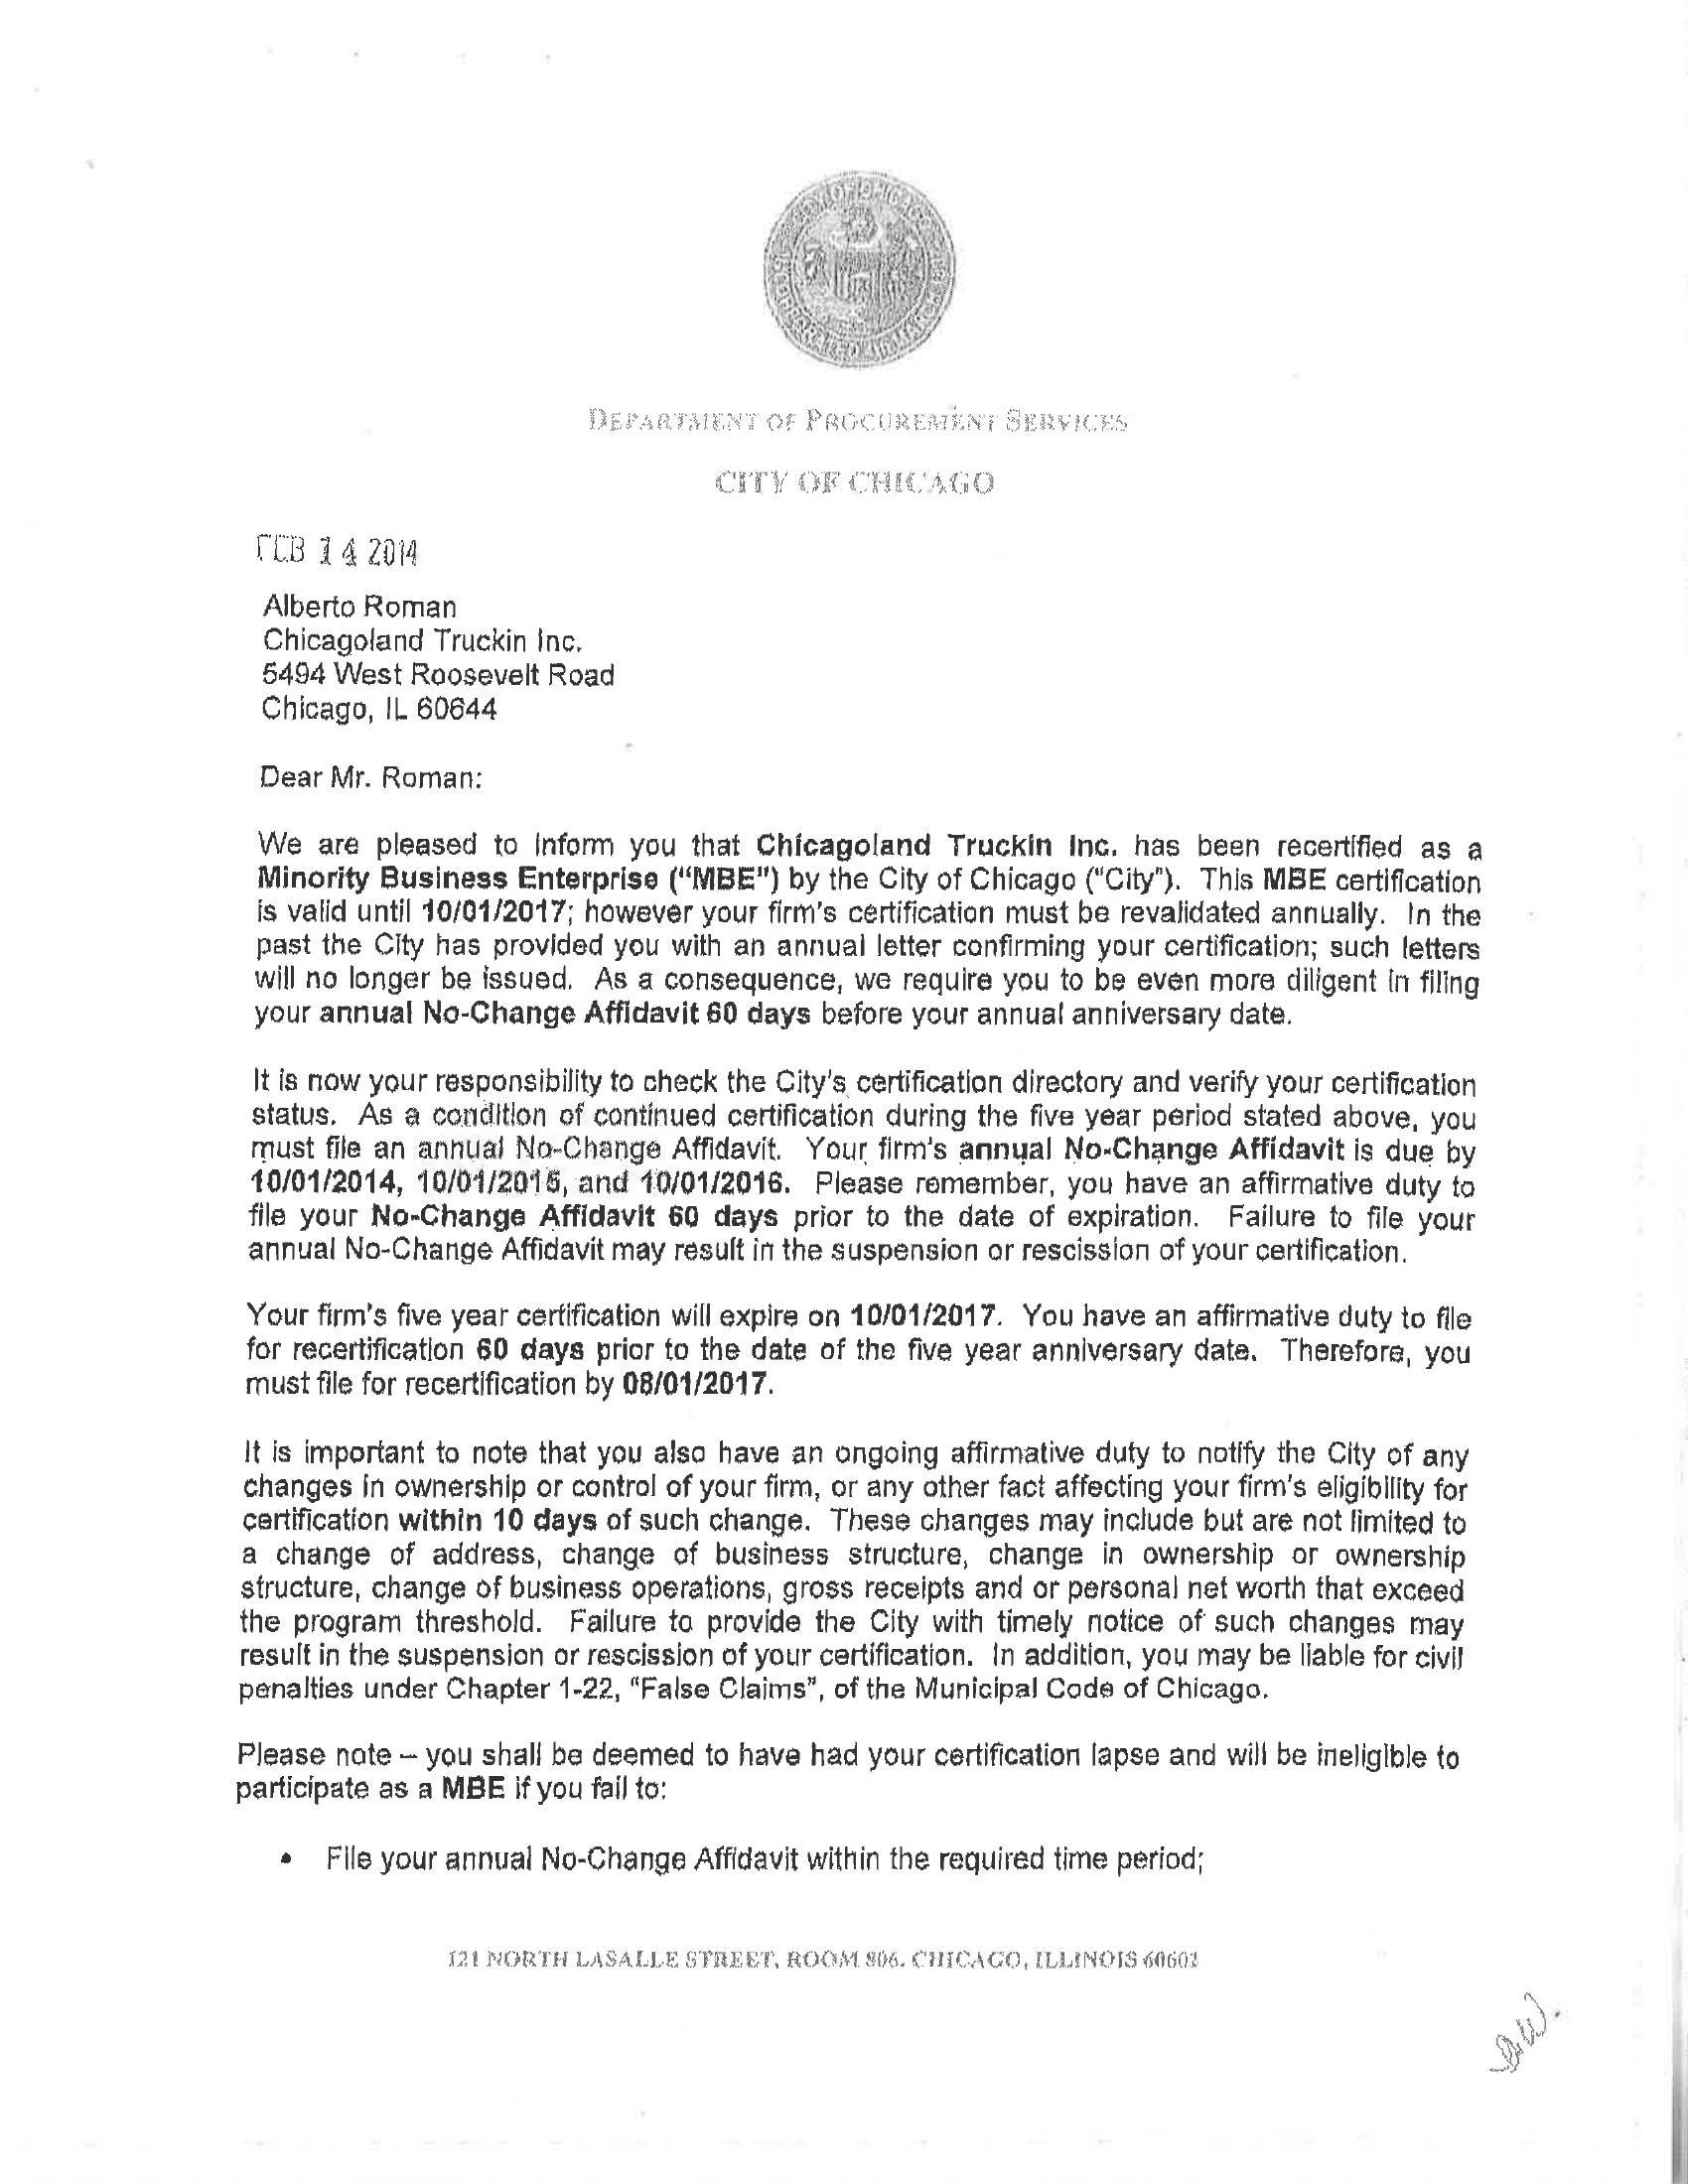 DEPARTMENT OF PROCUREMENT SERVICES
CITY OF CHICAGO
FEB 14 2014
Alberto Roman
Chicagoland Truckin Inc.
5494 West Roosevelt Road
Chicago, IL 60644
Dear Mr. Roman:
We are pleased to inform you that Chicagoland Truckin Inc. has been recertified as a
Minority Business Enterprise ("MBE") by the City of Chicago ("City"). This MBE certification
is valid until 10/01/2017; however your firm's certification must be revalidated annually. In the
past the City has provided you with an annual letter confirming your certification; such letters
will no longer be issued. As a consequence, we require you to be even more diligent in filing
your annual No-Change Affidavit 60 days before your annual anniversary date.
It is now your responsibility to check the City's certification directory and verify your certification
status. As a condition of continued certification during the five year period stated above, you
must file an annual No-Change Affidavit. Your firm's annual No-Change Affidavit is due by
10/01/2014, 10/01/2015, and 10/01/2016. Please remember, you have an affirmative duty to
file your No-Change Affidavit 60 days prior to the date of expiration. Failure to file your
annual No-Change Affidavit may result in the suspension or rescission of your certification.
Your firm's five year certification will expire on 10/01/2017. You have an affirmative duty to file
for recertification 60 days prior to the date of the five year anniversary date. Therefore, you
must file for recertification by 08/01/2017.
It is important to note that you also have an ongoing affirmative duty to notify the City of any
changes in ownership or control of your firm, or any other fact affecting your firm's eligibility for
certification within 10 days of such change. These changes may include but are not limited to
a change of address, change of business structure, change in ownership or ownership
structure, change of business operations, gross receipts and or personal net worth that exceed
the program threshold. Failure to provide the City with timely notice of such changes may
result in the suspension or rescission of your certification. In addition, you may be liable for civil
penalties under Chapter 1-22, "False Claims", of the Municipal Code of Chicago.
Please note – you shall be deemed to have had your certification lapse and will be ineligible to
participate as a MBE if you fail to:
• File your annual No-Change Affidavit within the required time period;
121 NORTH LASALLE STREET, ROOM 806, CHICAGO, ILLINOIS 60602